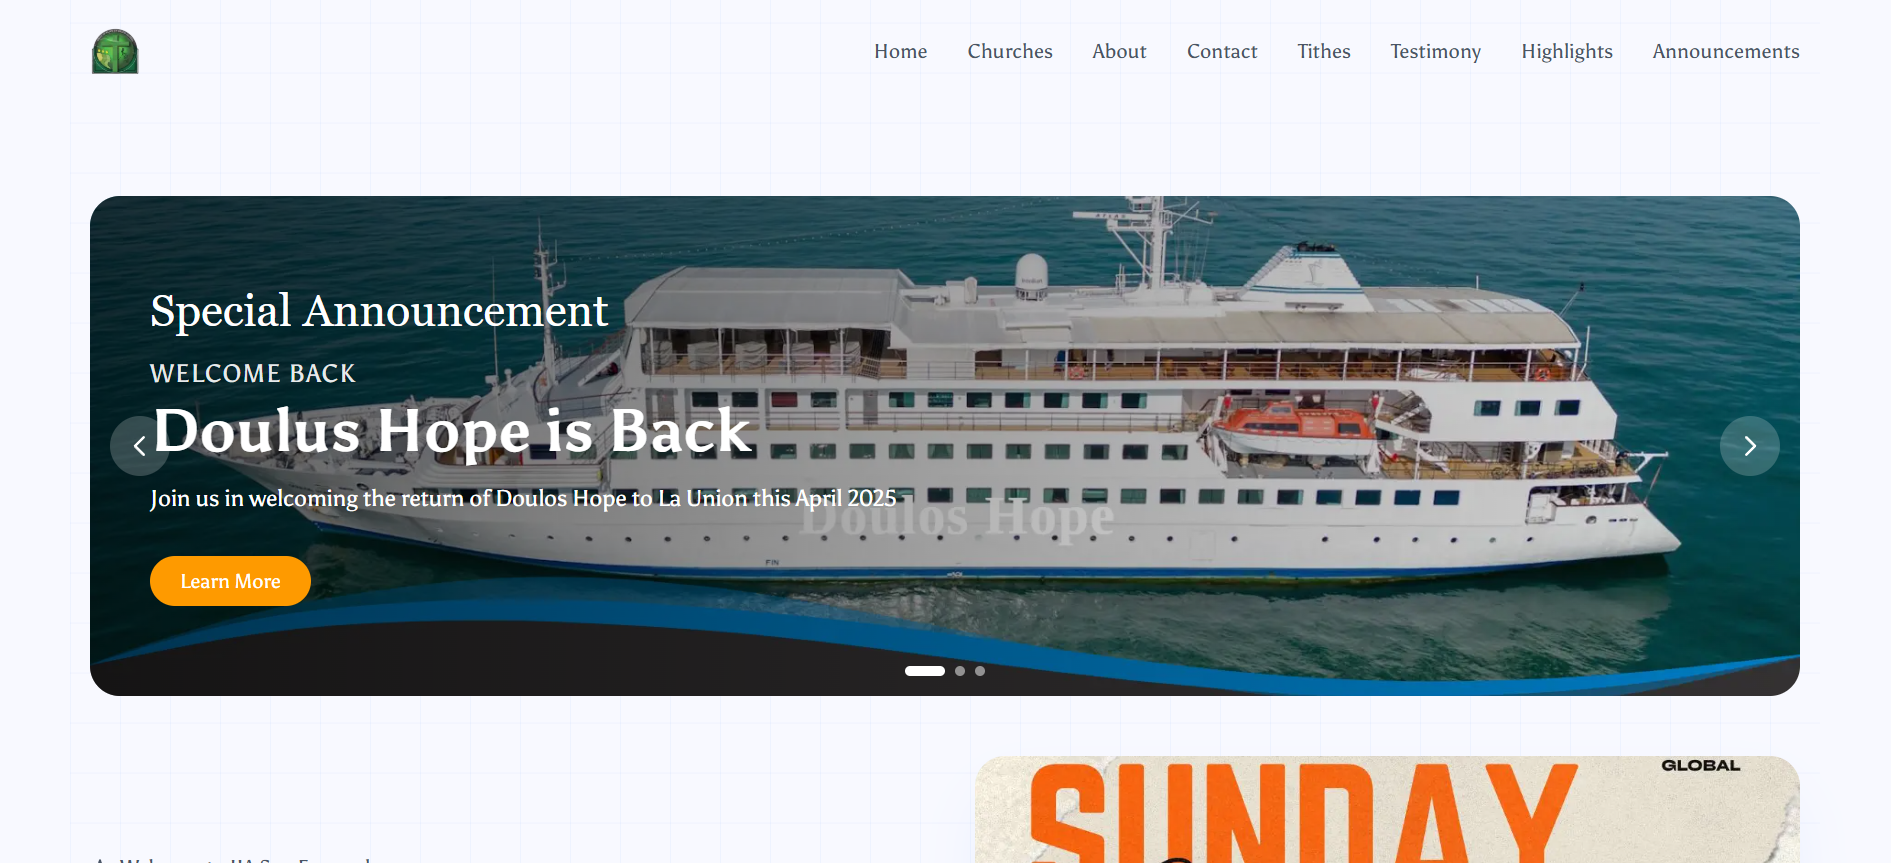 Home Churches About Contact Tithes Testimony Highlights Announcements
Special Announcement
WELCOME BACK
Doulus Hope is Back
Join us in welcoming the return of Doulos Hope to La Union this April 2025
Doulos Hope
FIN
Learn More
GLOBAL
SUNDAY